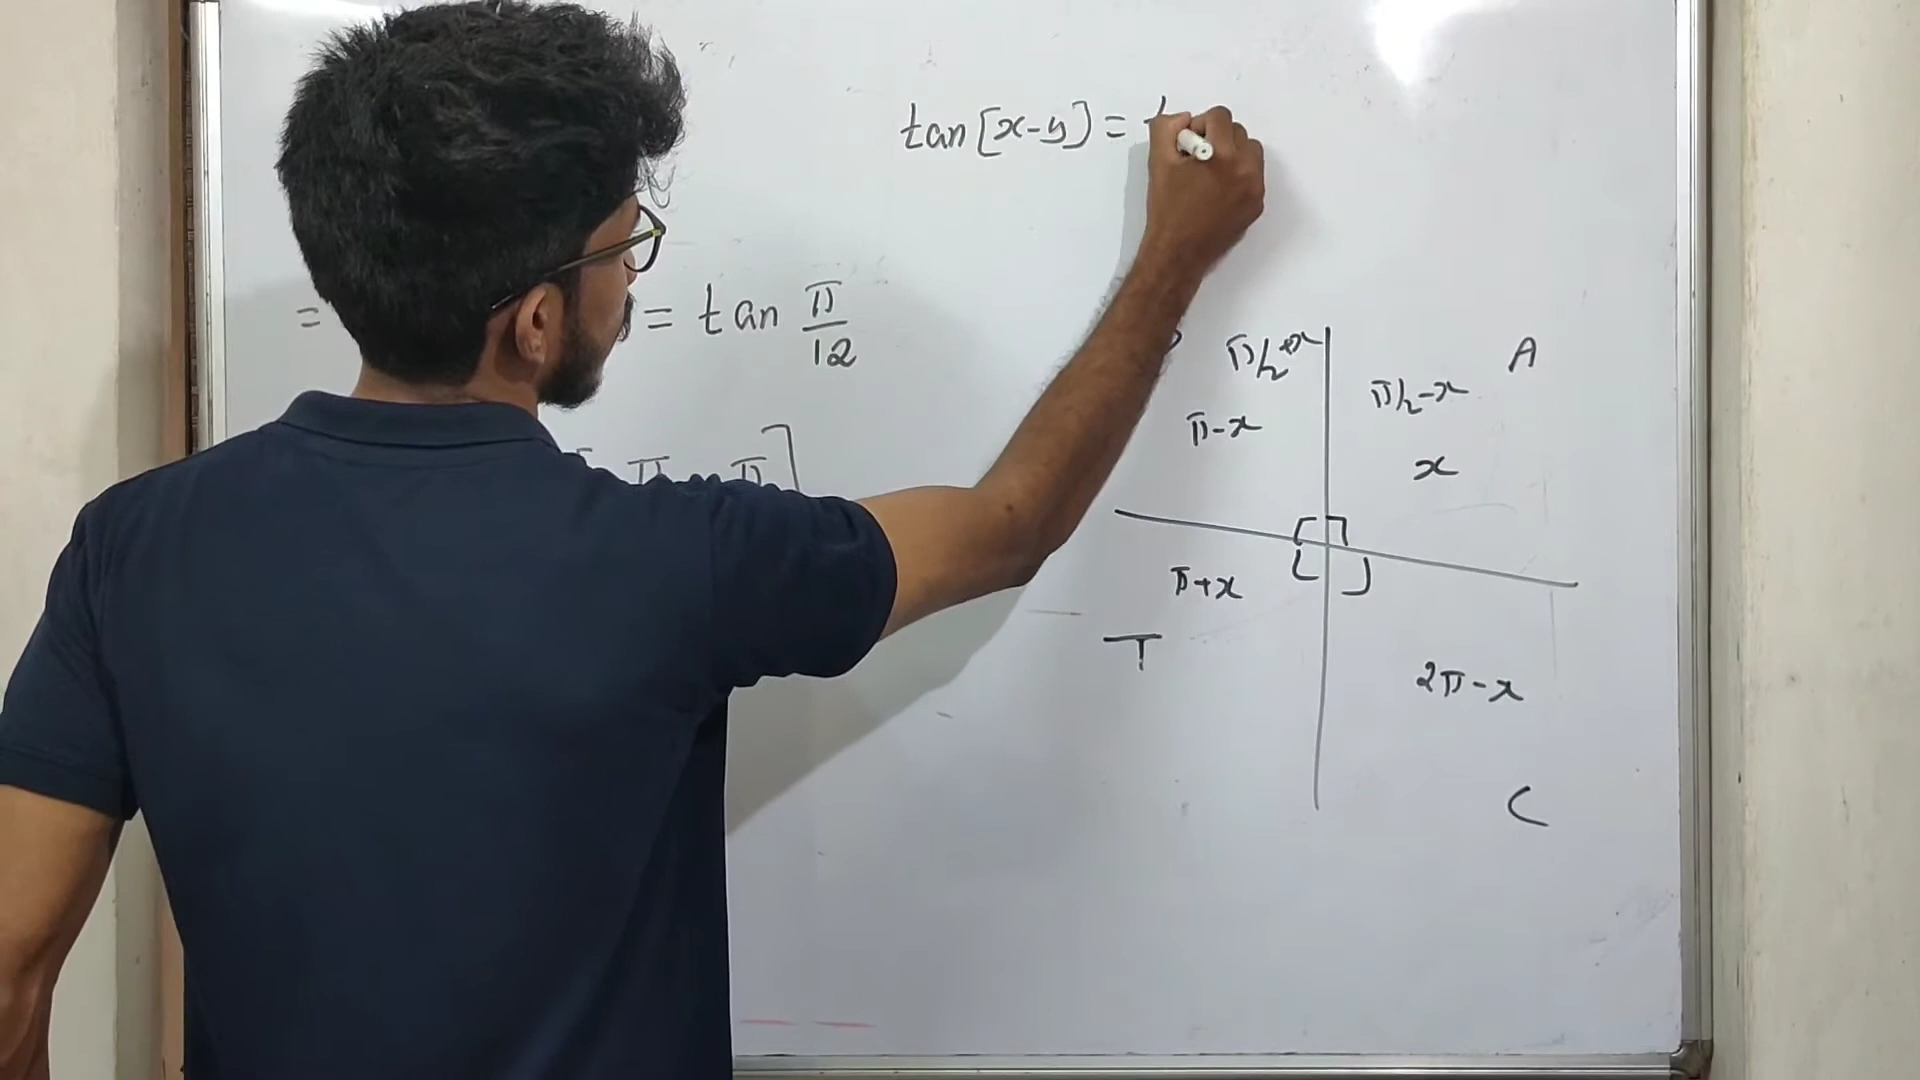 tan [x-y] =
= = tan π/12
π π π ]
π/2+x A
π/2-x
π-x
x
π+x
T
2π-x
C